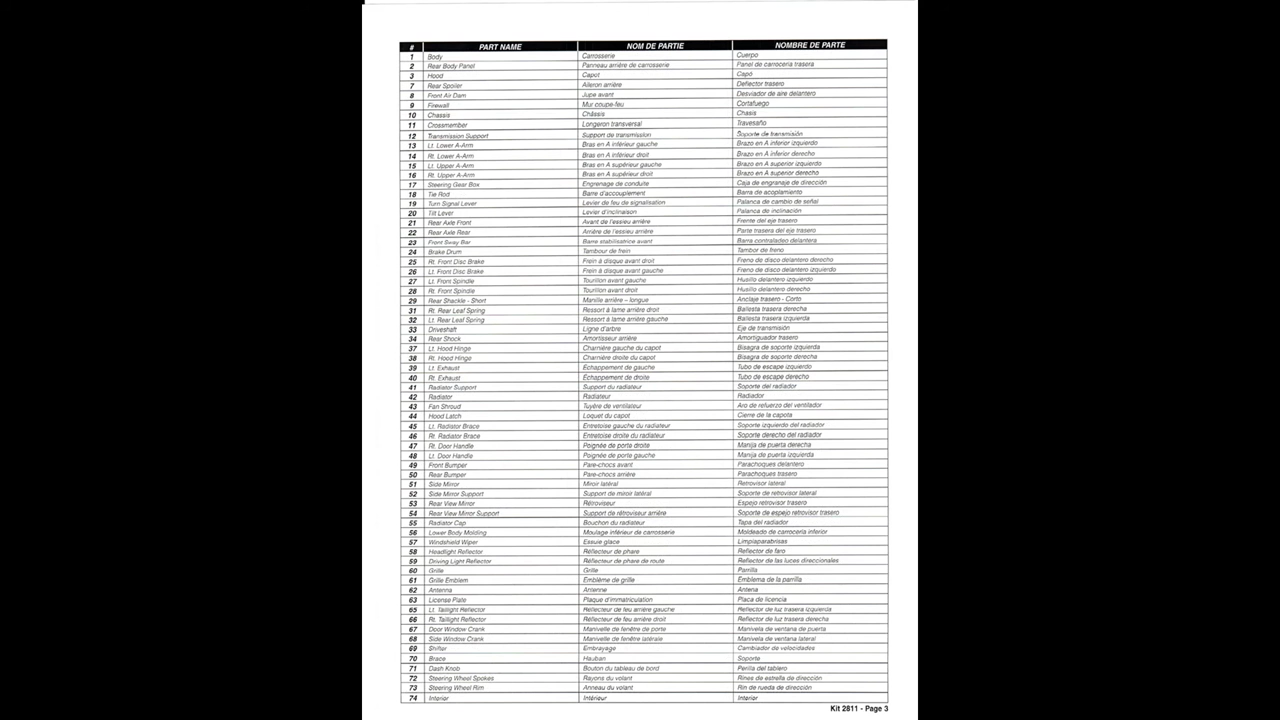 # PART NAME NOM DE PARTIE NOMBRE DE PARTE
1 Body Carrosserie Cuerpo
2 Rear Body Panel Panneau arrière de carrosserie Panel de carrocería trasera
3 Hood Capot Capó
7 Rear Spoiler Aileron arrière Deflector trasero
8 Front Air Dam Jupe avant Desviador de aire delantero
9 Firewall Mur coupe-feu Cortafuego
10 Chassis Châssis Chasis
11 Crossmember Longeron transversal Travesaño
12 Transmission Support Support de transmission Soporte de transmisión
13 Lt. Lower A-Arm Bras en A inférieur gauche Brazo en A inferior izquierdo
14 Rt. Lower A-Arm Bras en A inférieur droit Brazo en A inferior derecho
15 Lt. Upper A-Arm Bras en A supérieur gauche Brazo en A superior izquierdo
16 Rt. Upper A-Arm Bras en A supérieur droit Brazo en A superior derecho
17 Steering Gear Box Engrenage de conduite Caja de engranaje de dirección
18 Tie Rod Barre d'accouplement Barra de acoplamiento
19 Turn Signal Lever Levier de feu de signalisation Palanca de cambio de señal
20 Tilt Lever Levier d'inclinaison Palanca de inclinación
21 Rear Axle Front Avant de l'essieu arrière Frente del eje trasero
22 Rear Axle Rear Arrière de l'essieu arrière Parte trasera del eje trasero
23 Front Sway Bar Barre stabilisatrice avant Barra contraladeo delantera
24 Brake Drum Tambour de frein Tambor de freno
25 Rt. Front Disc Brake Frein à disque avant droit Freno de disco delantero derecho
26 Lt. Front Disc Brake Frein à disque avant gauche Freno de disco delantero izquierdo
27 Lt. Front Spindle Tourillon avant gauche Husillo delantero izquierdo
28 Rt. Front Spindle Tourillon avant droit Husillo delantero derecho
29 Rear Shackle - Short Manille arrière – longue Anclaje trasero - Corto
31 Rt. Rear Leaf Spring Ressort à lame arrière droit Ballesta trasera derecha
32 Lt. Rear Leaf Spring Ressort à lame arrière gauche Ballesta trasera izquierda
33 Driveshaft Ligne d'arbre Eje de transmisión
34 Rear Shock Amortisseur arrière Amortiguador trasero
37 Lt. Hood Hinge Charnière gauche du capot Bisagra de soporte izquierda
38 Rt. Hood Hinge Charnière droite du capot Bisagra de soporte derecha
39 Lt. Exhaust Échappement de gauche Tubo de escape izquierdo
40 Rt. Exhaust Échappement de droite Tubo de escape derecho
41 Radiator Support Support du radiateur Soporte del radiador
42 Radiator Radiateur Radiador
43 Fan Shroud Tuyère de ventilateur Aro de refuerzo del ventilador
44 Hood Latch Loquet du capot Cierre de la capota
45 Lt. Radiator Brace Entretoise gauche du radiateur Soporte izquierdo del radiador
46 Rt. Radiator Brace Entretoise droite du radiateur Soporte derecho del radiador
47 Rt. Door Handle Poignée de porte droite Manija de puerta derecha
48 Lt. Door Handle Poignée de porte gauche Manija de puerta izquierda
49 Front Bumper Pare-chocs avant Parachoques delantero
50 Rear Bumper Pare-chocs arrière Parachoques trasero
51 Side Mirror Miroir latéral Retrovisor lateral
52 Side Mirror Support Support de miroir latéral Soporte de retrovisor lateral
53 Rear View Mirror Rétroviseur Espejo retrovisor trasero
54 Rear View Mirror Support Support de rétroviseur arrière Soporte de espejo retrovisor trasero
55 Radiator Cap Bouchon du radiateur Tapa del radiador
56 Lower Body Molding Moulage inférieur de carrosserie Moldeado de carrocería inferior
57 Windshield Wiper Essuie glace Limpiaparabrisas
58 Headlight Reflector Réflecteur de phare Reflector de faro
59 Driving Light Reflector Réflecteur de phare de route Reflector de las luces direccionales
60 Grille Grille Parrilla
61 Grille Emblem Emblème de grille Emblema de la parrilla
62 Antenna Antenne Antena
63 License Plate Plaque d'immatriculation Placa de licencia
65 Lt. Taillight Reflector Réflecteur de feu arrière gauche Reflector de luz trasera izquierda
66 Rt. Taillight Reflector Réflecteur de feu arrière droit Reflector de luz trasera derecha
67 Door Window Crank Manivelle de fenêtre de porte Manivela de ventana de puerta
68 Side Window Crank Manivelle de fenêtre latérale Manivela de ventana lateral
69 Shifter Embrayage Cambiador de velocidades
70 Brace Hauban Soporte
71 Dash Knob Bouton du tableau de bord Perilla del tablero
72 Steering Wheel Spokes Rayons du volant Rines de estrella de dirección
73 Steering Wheel Rim Anneau du volant Rin de rueda de dirección
74 Interior Intérieur Interior
Kit 2811 - Page 3